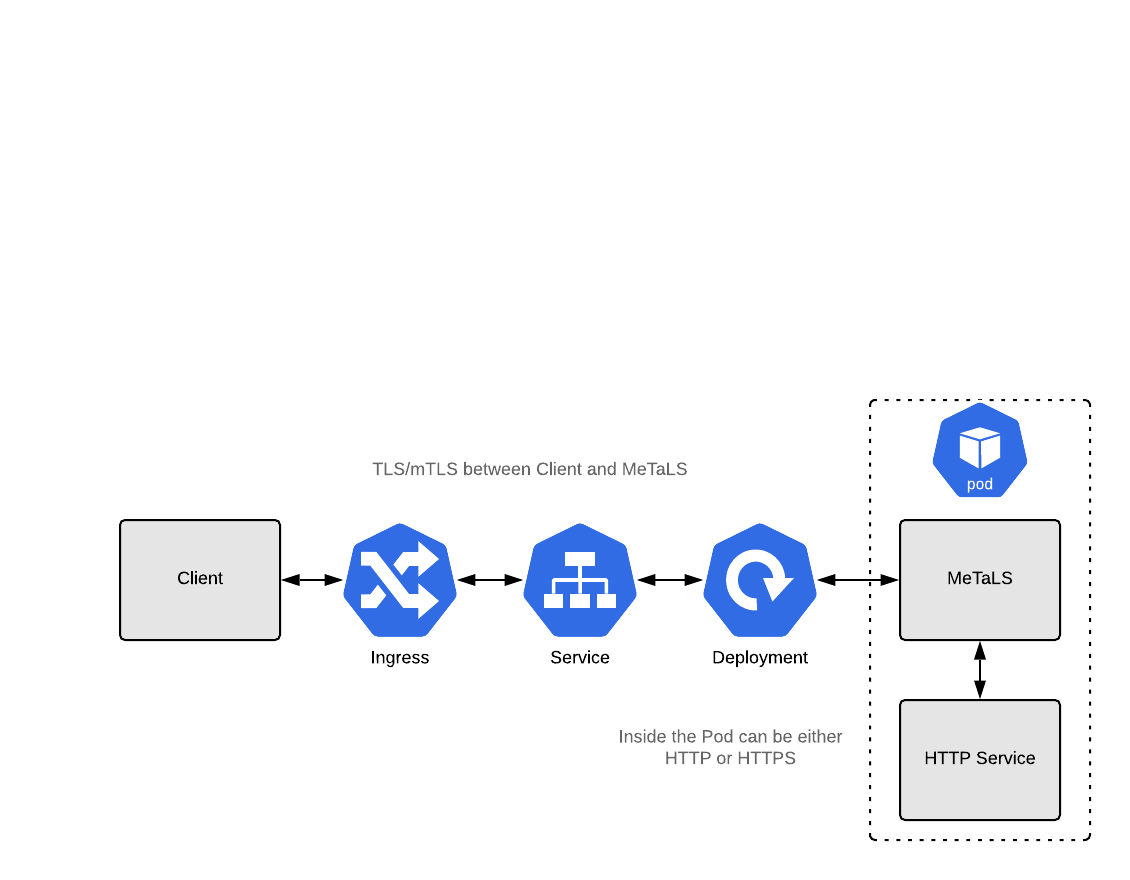 TLS/mTLS between Client and MeTaLS
pod
Client
MeTaLS
Ingress
Service
Deployment
Inside the Pod can be either
HTTP or HTTPS
HTTP Service